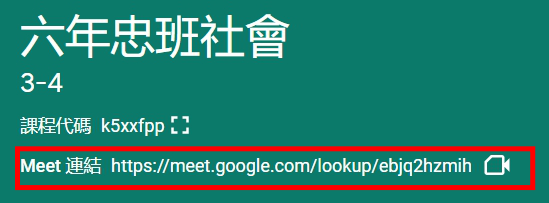 六年忠班社會
3-4
課程代碼 k5xxfpp
Meet 連結 https://meet.google.com/lookup/ebjq2hzmih